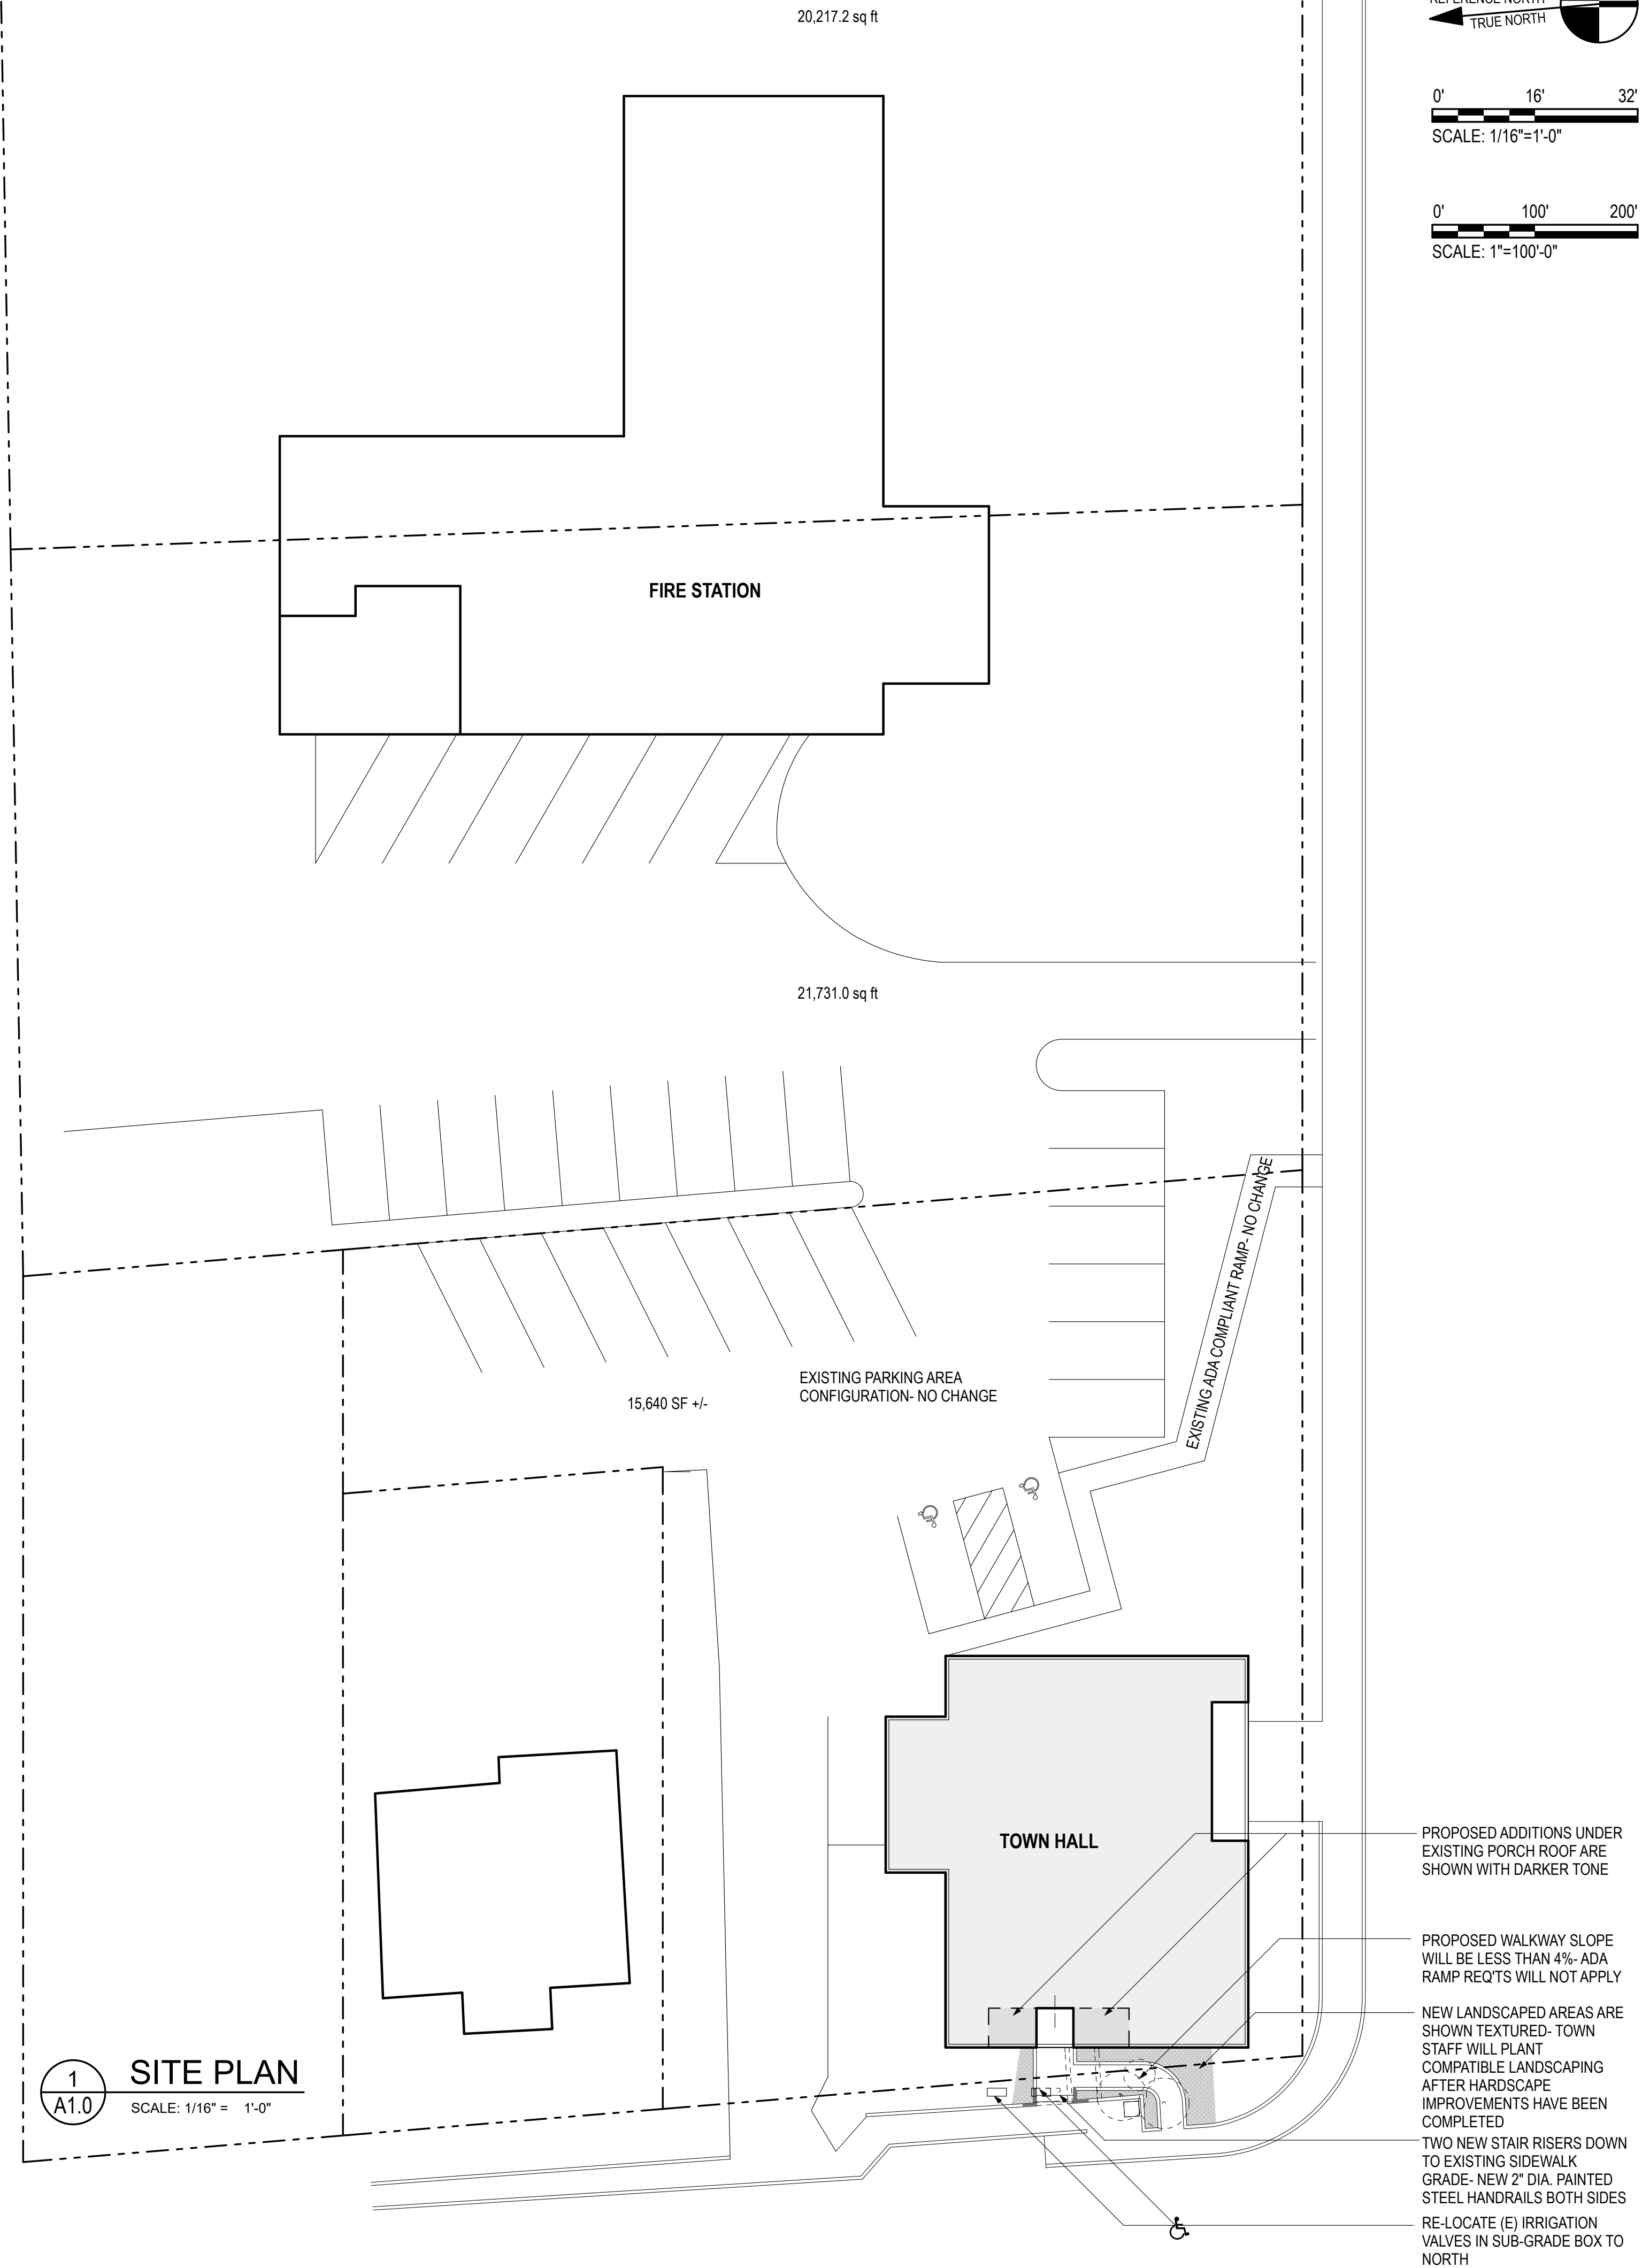 20,217.2 sq ft
REFERENCE NORTH
TRUE NORTH
0' 16' 32'
SCALE: 1/16"=1'-0"
0' 100' 200'
SCALE: 1"=100'-0"
FIRE STATION
21,731.0 sq ft
EXISTING ADA COMPLIANT RAMP- NO CHANGE
EXISTING PARKING AREA
CONFIGURATION- NO CHANGE
15,640 SF +/-
TOWN HALL
PROPOSED ADDITIONS UNDER
EXISTING PORCH ROOF ARE
SHOWN WITH DARKER TONE
PROPOSED WALKWAY SLOPE
WILL BE LESS THAN 4%- ADA
RAMP REQ'TS WILL NOT APPLY
NEW LANDSCAPED AREAS ARE
SHOWN TEXTURED- TOWN
STAFF WILL PLANT
COMPATIBLE LANDSCAPING
AFTER HARDSCAPE
IMPROVEMENTS HAVE BEEN
COMPLETED
TWO NEW STAIR RISERS DOWN
TO EXISTING SIDEWALK
GRADE- NEW 2" DIA. PAINTED
STEEL HANDRAILS BOTH SIDES
RE-LOCATE (E) IRRIGATION
VALVES IN SUB-GRADE BOX TO
NORTH
1
A1.0
SITE PLAN
SCALE: 1/16" = 1'-0"